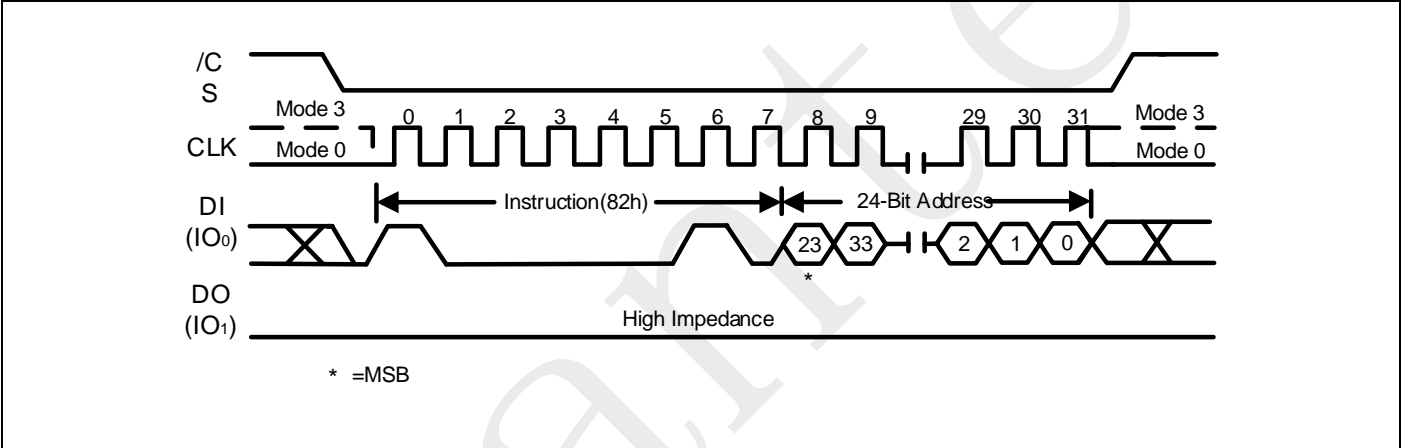 /C
S
Mode 3
0 1 2 3 4 5 6 7 8 9 29 30 31
Mode 3
CLK
Mode 0
Mode 0
Instruction(82h)
24-Bit Address
DI
(IO0)
23 33 2 1 0
*
DO
(IO1)
High Impedance
* =MSB